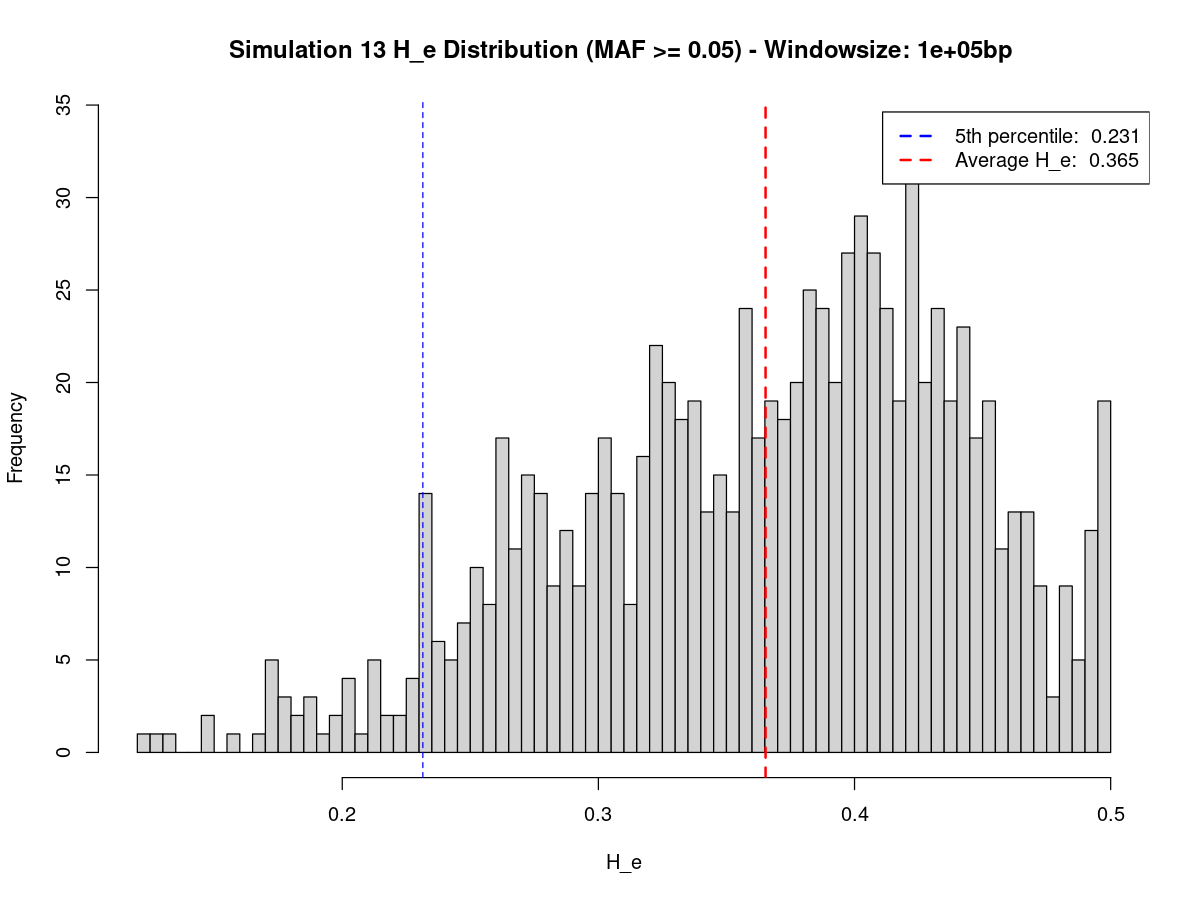 Simulation 13 H_e Distribution (MAF >= 0.05) - Windowsize: 1e+05bp
5th percentile:  0.231
Average H_e:  0.365
Frequency
35
30
25
20
15
10
5
0
0.2 0.3 0.4 0.5
H_e